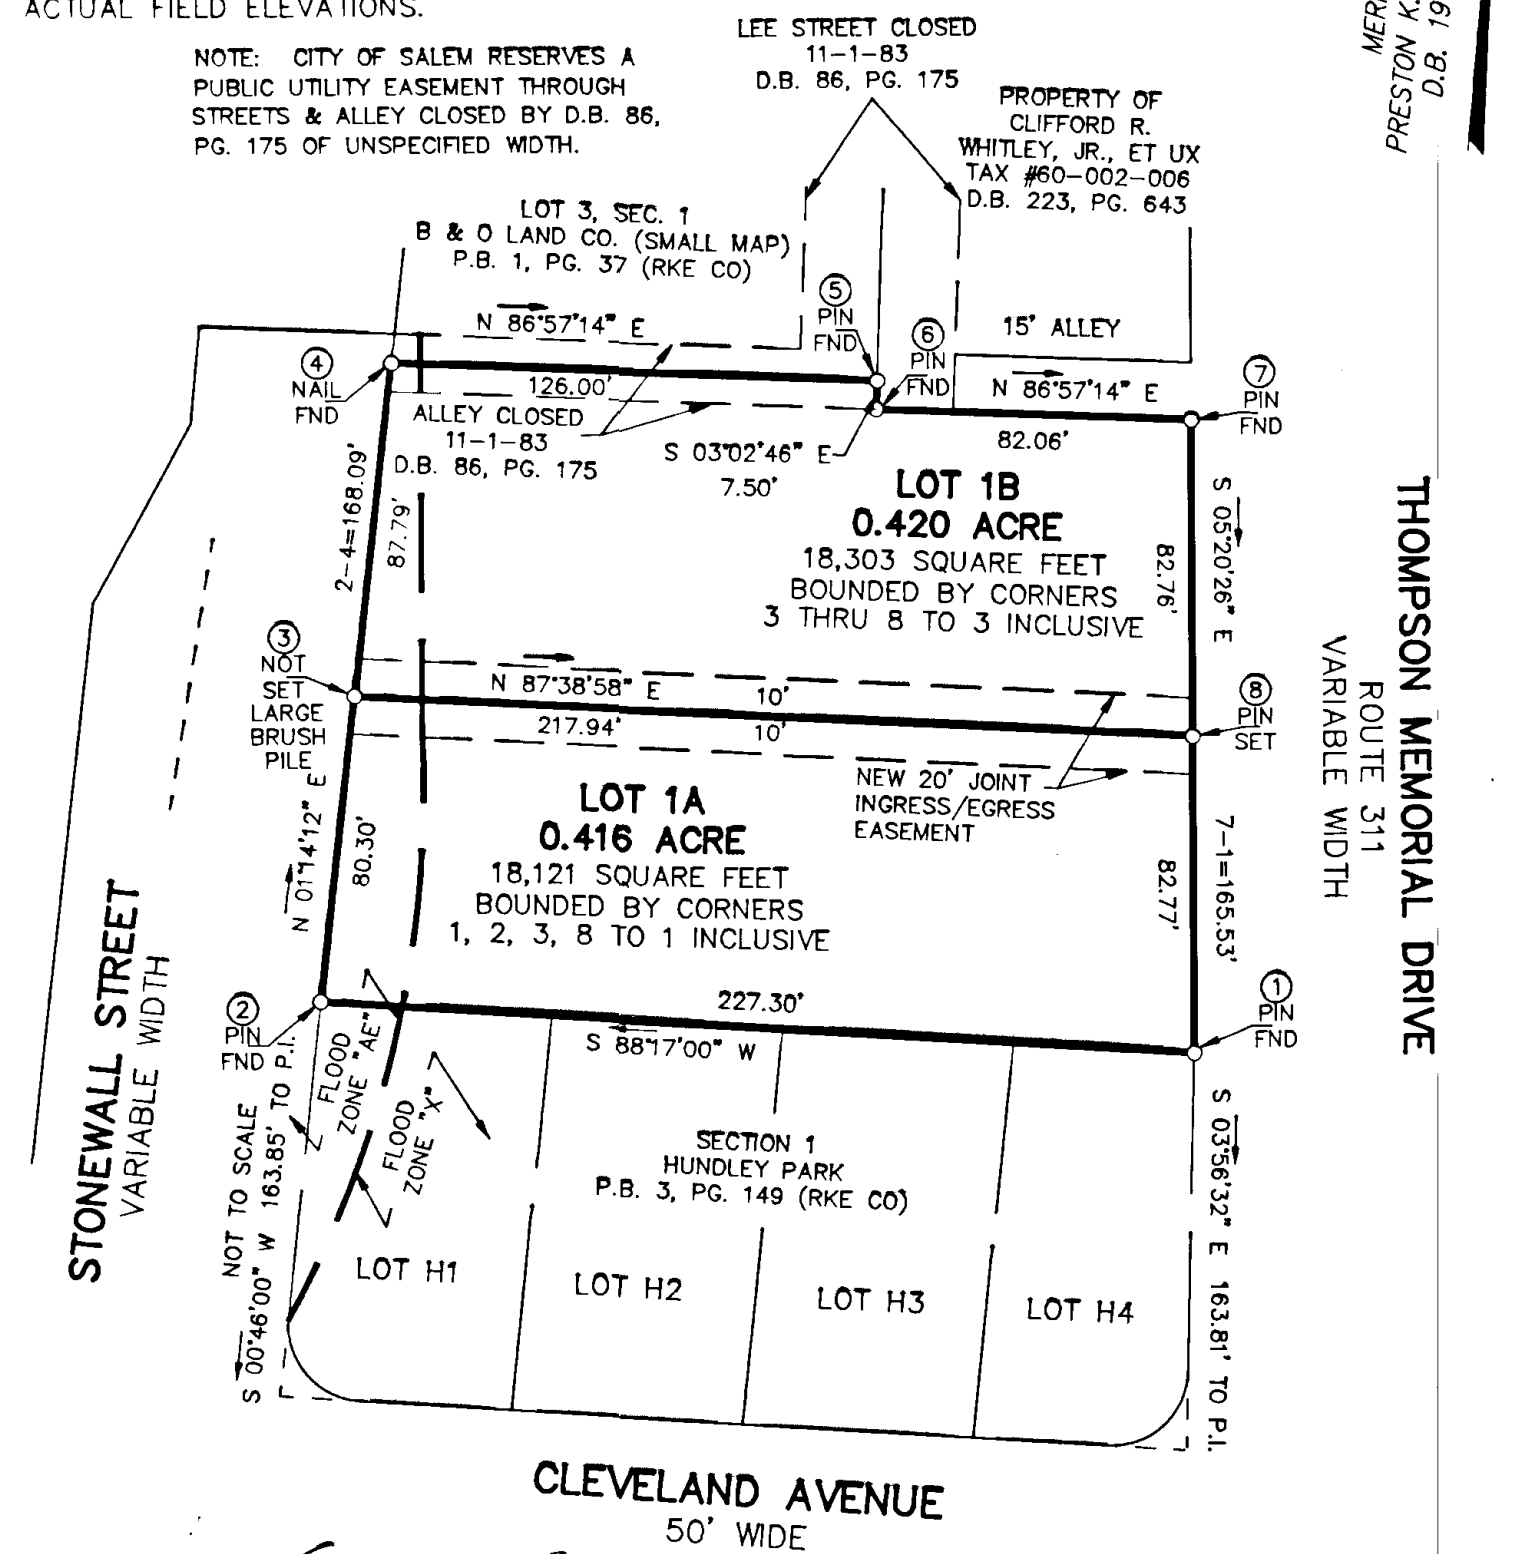 ACTUAL FIELD ELEVATIONS.
NOTE: CITY OF SALEM RESERVES A
PUBLIC UTILITY EASEMENT THROUGH
STREETS & ALLEY CLOSED BY D.B. 86,
PG. 175 OF UNSPECIFIED WIDTH.
LEE STREET CLOSED
11-1-83
D.B. 86, PG. 175
PROPERTY OF
CLIFFORD R.
WHITLEY, JR., ET UX
TAX #60-002-006
D.B. 223, PG. 643
PRESTON K.
D.B. 19
LOT 3, SEC. 1
B & O LAND CO. (SMALL MAP)
P.B. 1, PG. 37 (RKE CO)
N 86°57'14" E
126.00'
4
NAIL
FND
5
PIN
FND
6
PIN
FND
15' ALLEY
N 86°57'14" E
82.06'
7
PIN
FND
ALLEY CLOSED
11-1-83
D.B. 86, PG. 175
S 03°02'46" E
7.50'
2-4=168.09'
87.79'
LOT 1B
0.420 ACRE
18,303 SQUARE FEET
BOUNDED BY CORNERS
3 THRU 8 TO 3 INCLUSIVE
82.76'
S 05°20'26" E
THOMPSON MEMORIAL DRIVE
ROUTE 311
VARIABLE WIDTH
3
NOT
SET
LARGE
BRUSH
PILE
N 87°38'58" E
10'
217.94'
10'
8
PIN
SET
NEW 20' JOINT
INGRESS/EGRESS
EASEMENT
LOT 1A
0.416 ACRE
18,121 SQUARE FEET
BOUNDED BY CORNERS
1, 2, 3, 8 TO 1 INCLUSIVE
N 01°14'12" E
80.30'
82.77'
7-1=165.53'
STONEWALL STREET
VARIABLE WIDTH
2
PIN
FND
227.30'
S 88°17'00" W
1
PIN
FND
FLOOD
ZONE "AE"
FLOOD
ZONE "X"
NOT TO SCALE
S 00°46'00" W 163.85' TO P.I.
SECTION 1
HUNDLEY PARK
P.B. 3, PG. 149 (RKE CO)
S 03°56'32" E 163.81' TO P.I.
LOT H1
LOT H2
LOT H3
LOT H4
CLEVELAND AVENUE
50' WIDE